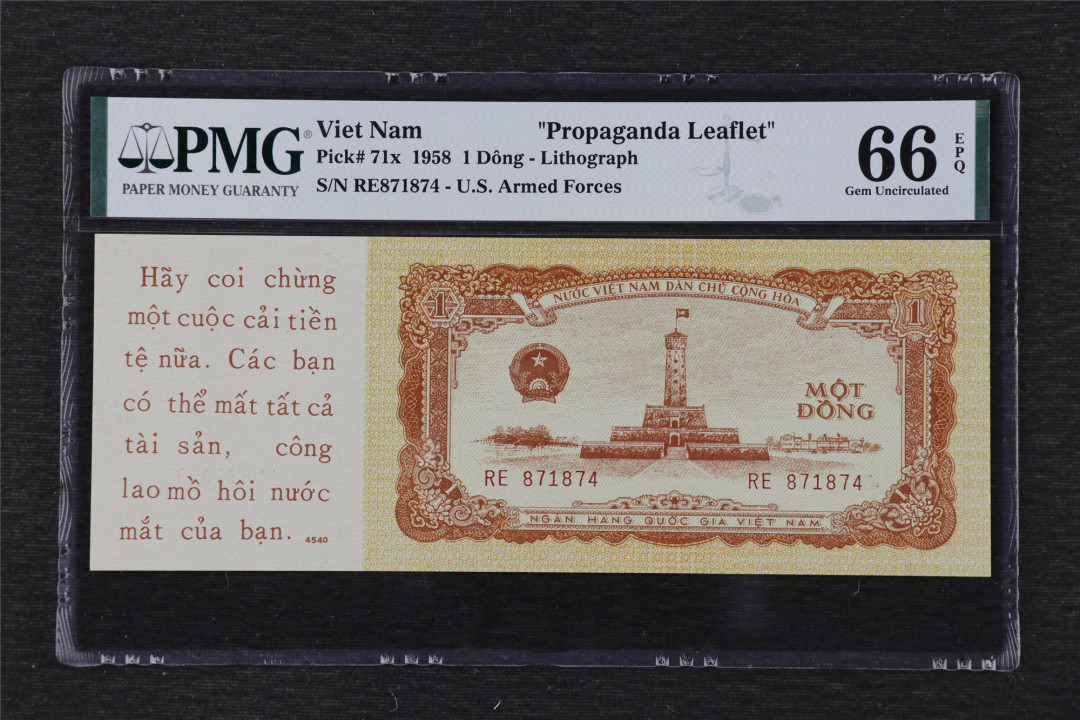 PMG®
PAPER MONEY GUARANTY
Viet Nam "Propaganda Leaflet"
Pick# 71x 1958 1 Dông - Lithograph
S/N RE871874 - U.S. Armed Forces
66 EPQ
Gem Uncirculated
Hãy coi chừng
một cuộc cải tiền
tệ nữa. Các bạn
có thể mất tất cả
tài sản, công
lao mồ hôi nước
mắt của bạn. 4540
NƯỚC VIỆT NAM DÂN CHỦ CỘNG HÒA
1 1
MỘT
ĐỒNG
RE 871874 RE 871874
NGÂN HÀNG QUỐC GIA VIỆT NAM